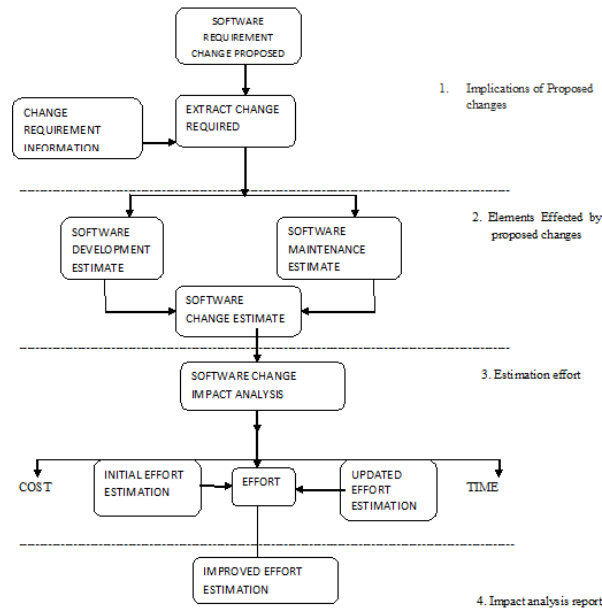 SOFTWARE
REQUIREMENT
CHANGE PROPOSED
1. Implications of Proposed
changes
CHANGE
REQUIREMENT
INFORMATION
EXTRACT CHANGE
REQUIRED
2. Elements Effected by
proposed changes
SOFTWARE
DEVELOPMENT
ESTIMATE
SOFTWARE
MAINTENANCE
ESTIMATE
SOFTWARE
CHANGE ESTIMATE
SOFTWARE CHANGE
IMPACT ANALYSIS
3. Estimation effort
COST
INITIAL EFFORT
ESTIMATION
EFFORT
UPDATED
EFFORT
ESTIMATION
TIME
IMPROVED EFFORT
ESTIMATION
4. Impact analysis report